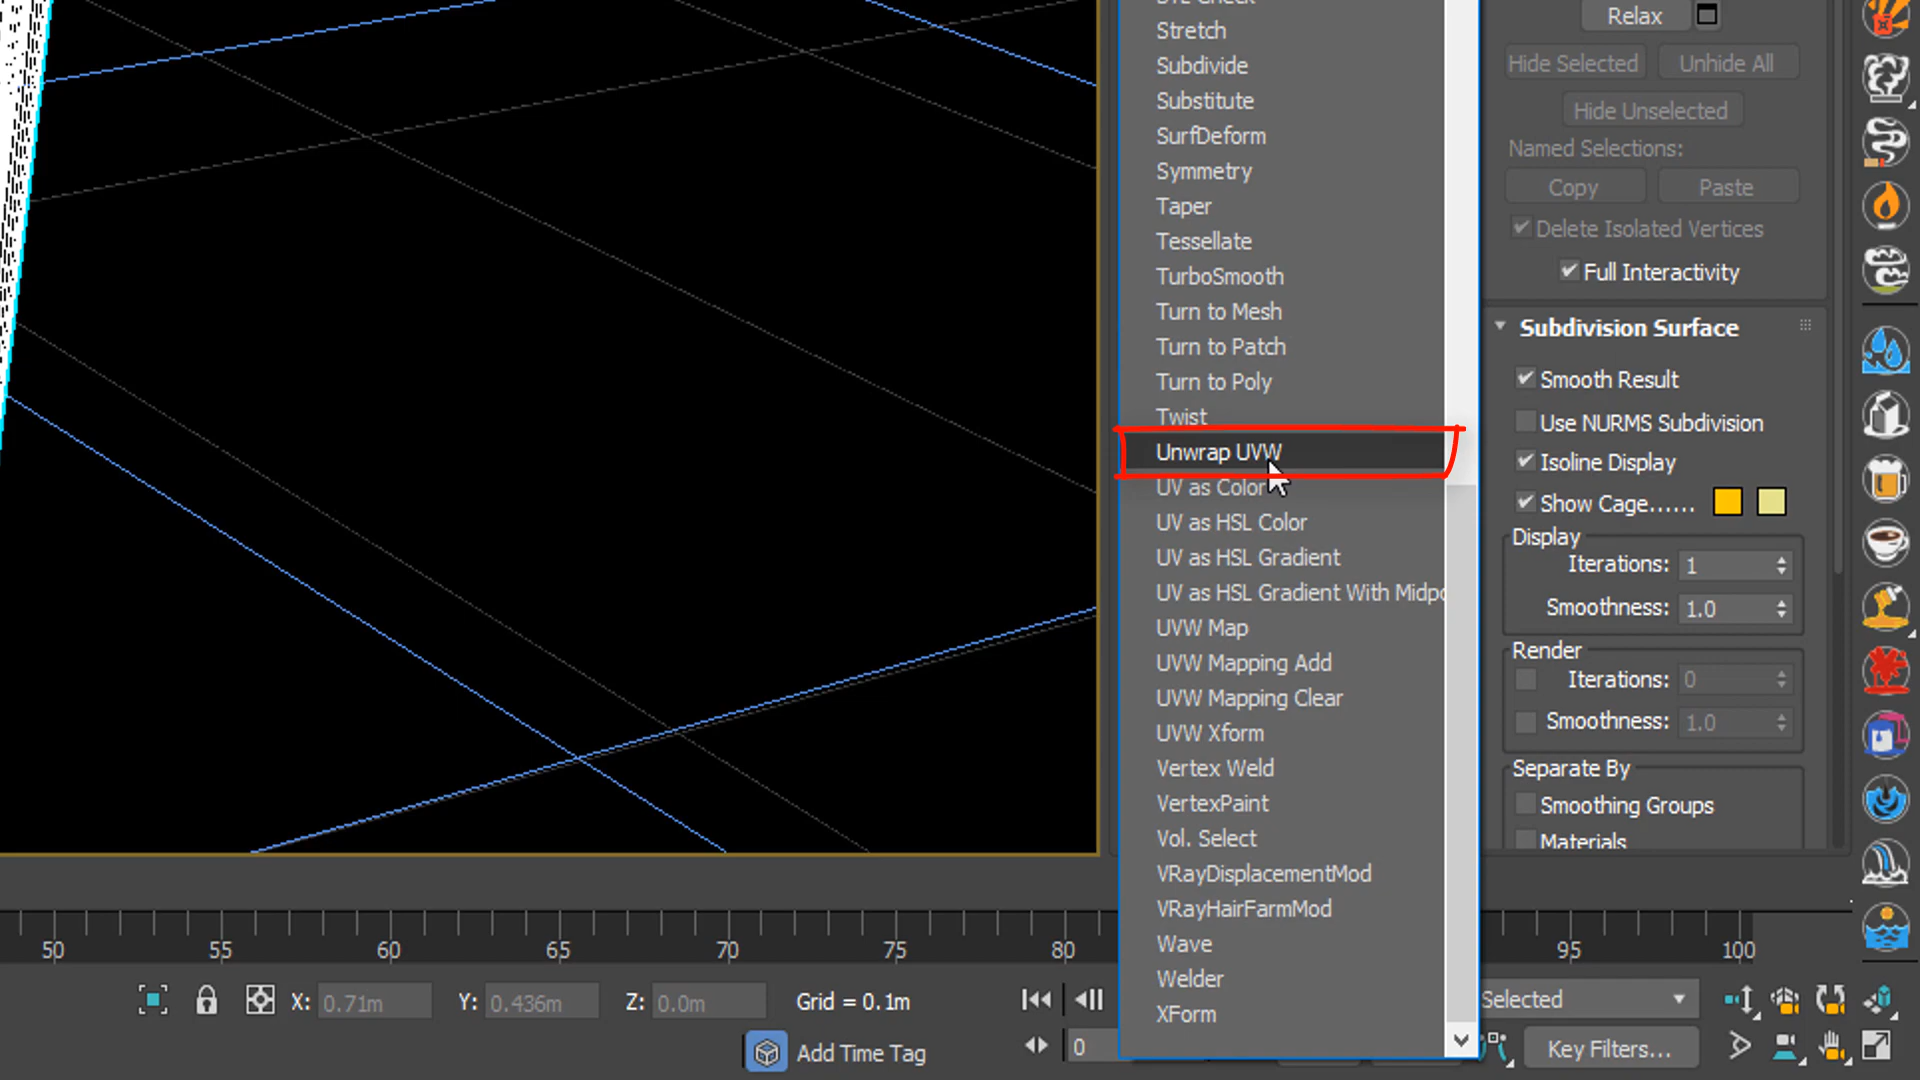 Stretch
Subdivide
Substitute
SurfDeform
Symmetry
Taper
Tessellate
TurboSmooth
Turn to Mesh
Turn to Patch
Turn to Poly
Twist
Unwrap UVW
UV as Color
UV as HSL Color
UV as HSL Gradient
UV as HSL Gradient With Midpo
UVW Map
UVW Mapping Add
UVW Mapping Clear
UVW Xform
Vertex Weld
VertexPaint
Vol. Select
VRayDisplacementMod
VRayHairFarmMod
Wave
Welder
XForm
Relax
Hide Selected Unhide All
Hide Unselected
Named Selections:
Copy Paste
Delete Isolated Vertices
Full Interactivity
Subdivision Surface
Smooth Result
Use NURMS Subdivision
Isoline Display
Show Cage......
Display
Iterations: 1
Smoothness: 1.0
Render
Iterations: 0
Smoothness: 1.0
Separate By
Smoothing Groups
Materials
50 55 60 65 70 75 80 95 100
X: 0.71m Y: 0.436m Z: 0.0m Grid = 0.1m
Selected
Add Time Tag
0
Key Filters...